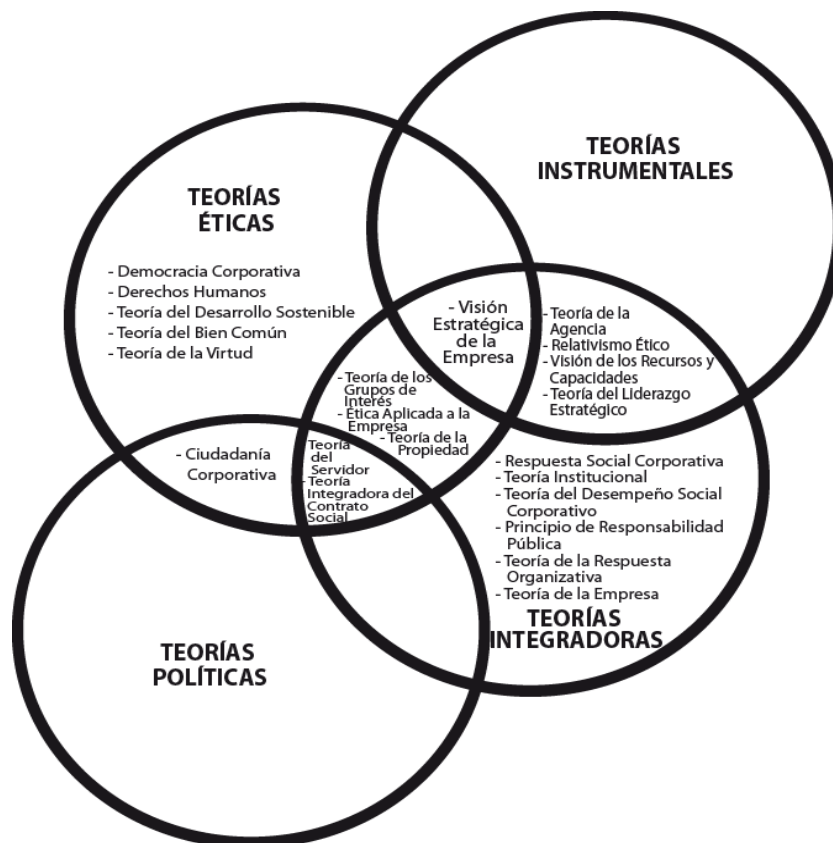 TEORÍAS
INSTRUMENTALES
TEORÍAS
ÉTICAS
- Democracia Corporativa
- Derechos Humanos
- Teoría del Desarrollo Sostenible
- Teoría del Bien Común
- Teoría de la Virtud
- Visión
Estratégica
de la
Empresa
- Teoría de la
Agencia
- Relativismo Ético
- Visión de los Recursos y
Capacidades
- Teoría del Liderazgo
Estratégico
- Teoría de los
Grupos de
Interés
- Ética Aplicada a la
Empresa
- Teoría de la
Propiedad
- Ciudadanía
Corporativa
Teoría
del
Servidor
- Teoría
Integradora del
Contrato
Social
- Respuesta Social Corporativa
- Teoría Institucional
- Teoría del Desempeño Social
Corporativo
- Principio de Responsabilidad
Pública
- Teoría de la Respuesta
Organizativa
- Teoría de la Empresa
TEORÍAS
INTEGRADORAS
TEORÍAS
POLÍTICAS